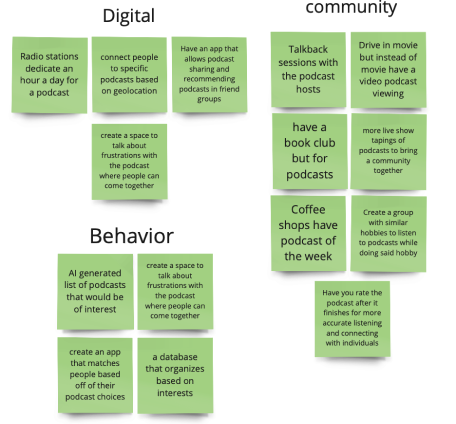 Digital
Radio stations
dedicate an
hour a day for
a podcast
connect people
to specific
podcasts based
on geolocation
Have an app that
allows podcast
sharing and
recommending
podcasts in friend
groups
create a space to
talk about
frustrations with
the podcast
where people can
come together
community
Talkback
sessions with
the podcast
hosts
Drive in movie
but instead of
movie have a
video podcast
viewing
have a
book club
but for
podcasts
more live show
tapings of
podcasts to bring
a community
together
Coffee
shops have
podcast of
the week
Create a group
with similar
hobbies to listen
to podcasts while
doing said hobby
Have you rate the
podcast after it
finishes for more
accurate listening
and connecting
with individuals
Behavior
AI generated
list of podcasts
that would be
of interest
create a space to
talk about
frustrations with
the podcast
where people can
come together
create an app
that matches
people based
off of their
podcast choices
a database
that organizes
based on
interests